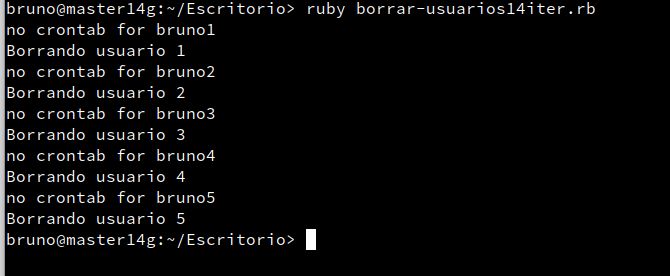 bruno@master14g:~/Escritorio> ruby borrar-usuarios14iter.rb
no crontab for bruno1
Borrando usuario 1
no crontab for bruno2
Borrando usuario 2
no crontab for bruno3
Borrando usuario 3
no crontab for bruno4
Borrando usuario 4
no crontab for bruno5
Borrando usuario 5
bruno@master14g:~/Escritorio>